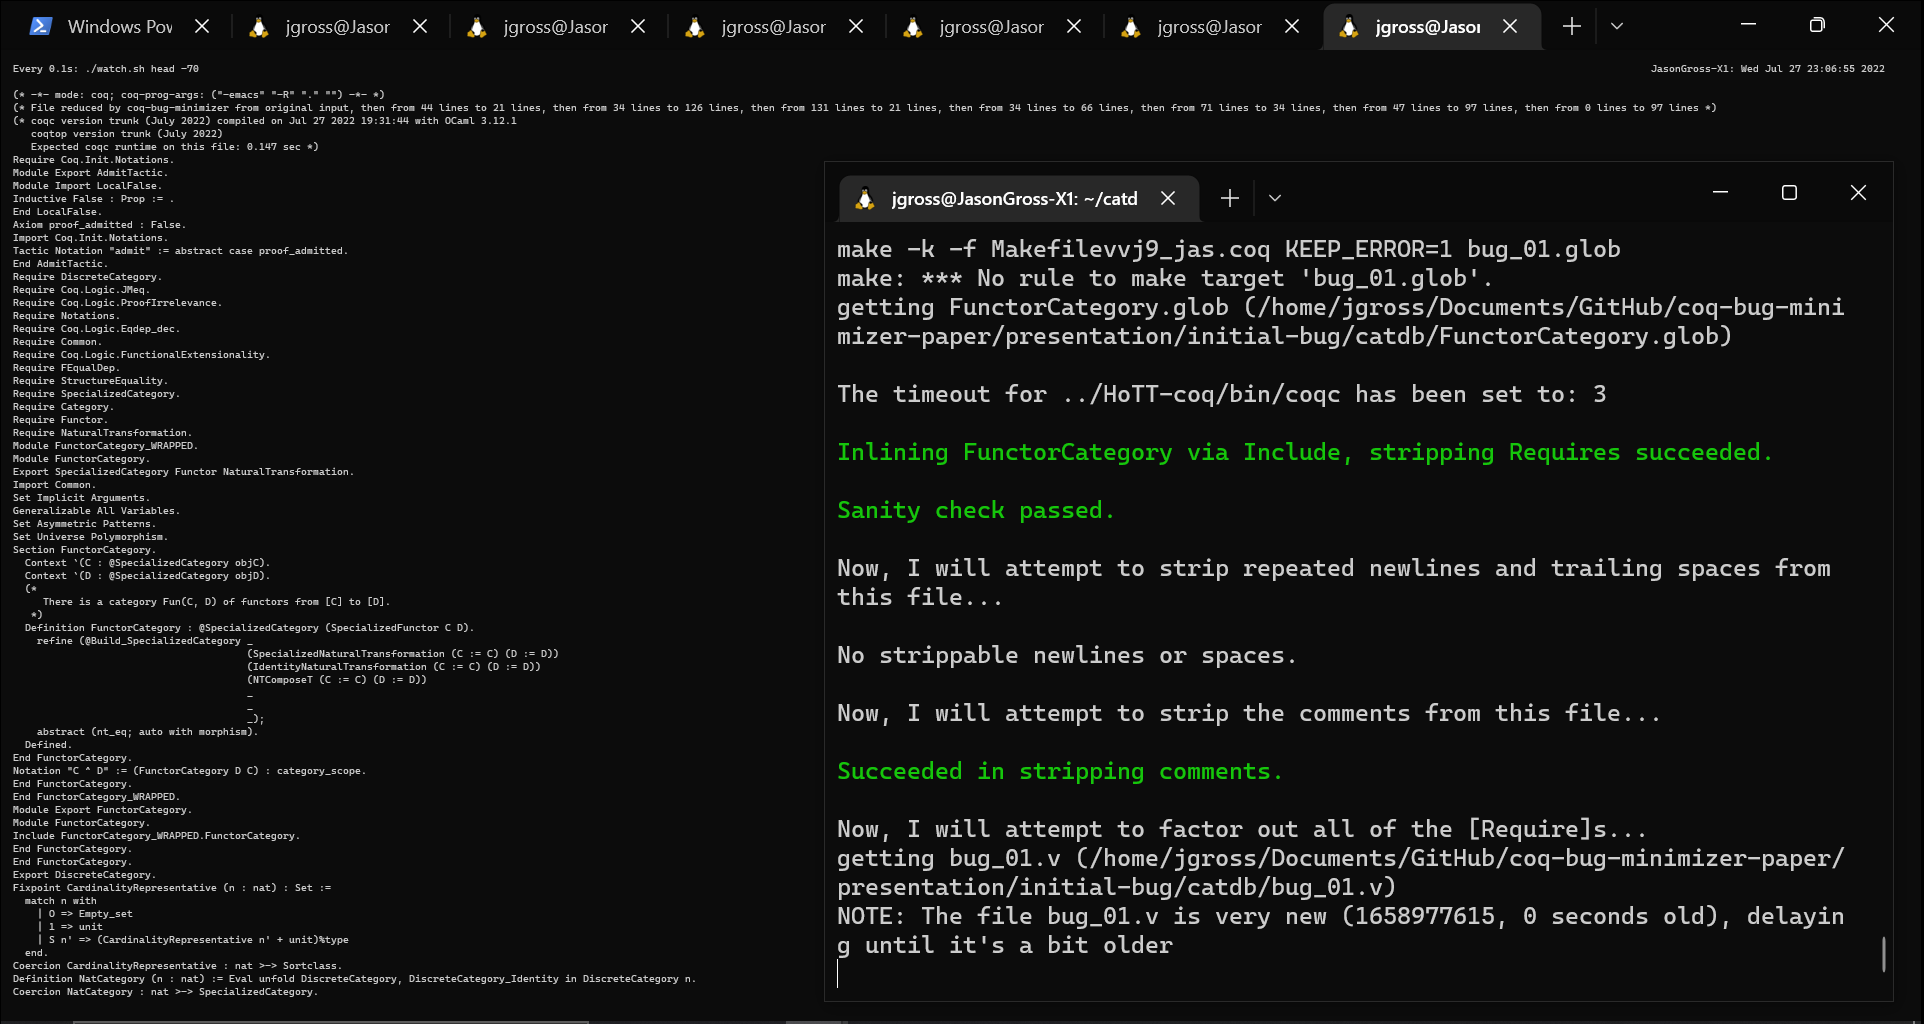 Windows Pov
jgross@Jasor
jgross@Jasor
jgross@Jasor
jgross@Jasor
jgross@Jasor
jgross@Jasor
Every 0.1s: ./watch.sh head -70
JasonGross-X1: Wed Jul 27 23:06:55 2022
(* -*- mode: coq; coq-prog-args: ("-emacs" "-R" "." "") -*- *)
(* File reduced by coq-bug-minimizer from original input, then from 44 lines to 21 lines, then from 34 lines to 126 lines, then from 131 lines to 21 lines, then from 34 lines to 66 lines, then from 71 lines to 34 lines, then from 47 lines to 97 lines, then from 0 lines to 97 lines *)
(* coqc version trunk (July 2022) compiled on Jul 27 2022 19:31:44 with OCaml 3.12.1
   coqtop version trunk (July 2022)
   Expected coqc runtime on this file: 0.147 sec *)
Require Coq.Init.Notations.
Module Export AdmitTactic.
Module Import LocalFalse.
Inductive False : Prop := .
End LocalFalse.
Axiom proof_admitted : False.
Import Coq.Init.Notations.
Tactic Notation "admit" := abstract case proof_admitted.
End AdmitTactic.
Require DiscreteCategory.
Require Coq.Logic.JMeq.
Require Coq.Logic.ProofIrrelevance.
Require Notations.
Require Coq.Logic.Eqdep_dec.
Require Common.
Require Coq.Logic.FunctionalExtensionality.
Require FEqualDep.
Require StructureEquality.
Require SpecializedCategory.
Require Category.
Require Functor.
Require NaturalTransformation.
Module FunctorCategory_WRAPPED.
Module FunctorCategory.
Export SpecializedCategory Functor NaturalTransformation.
Import Common.
Set Implicit Arguments.
Generalizable All Variables.
Set Asymmetric Patterns.
Set Universe Polymorphism.
Section FunctorCategory.
  Context `(C : @SpecializedCategory objC).
  Context `(D : @SpecializedCategory objD).
  (*
     There is a category Fun(C, D) of functors from [C] to [D].
   *)
  Definition FunctorCategory : @SpecializedCategory (SpecializedFunctor C D).
    refine (@Build_SpecializedCategory _
                                       (SpecializedNaturalTransformation (C := C) (D := D))
                                       (IdentityNaturalTransformation (C := C) (D := D))
                                       (NTComposeT (C := C) (D := D))
                                       _
                                       _
                                       _);
    abstract (nt_eq; auto with morphism).
  Defined.
End FunctorCategory.
Notation "C ^ D" := (FunctorCategory D C) : category_scope.
End FunctorCategory.
End FunctorCategory_WRAPPED.
Module Export FunctorCategory.
Module FunctorCategory.
Include FunctorCategory_WRAPPED.FunctorCategory.
End FunctorCategory.
End FunctorCategory.
Export DiscreteCategory.
Fixpoint CardinalityRepresentative (n : nat) : Set :=
  match n with
    | O => Empty_set
    | 1 => unit
    | S n' => (CardinalityRepresentative n' + unit)%type
  end.
Coercion CardinalityRepresentative : nat >-> Sortclass.
Definition NatCategory (n : nat) := Eval unfold DiscreteCategory, DiscreteCategory_Identity in DiscreteCategory n.
Coercion NatCategory : nat >-> SpecializedCategory.
jgross@JasonGross-X1: ~/catd
make -k -f Makefilevvj9_jas.coq KEEP_ERROR=1 bug_01.glob
make: *** No rule to make target 'bug_01.glob'.
getting FunctorCategory.glob (/home/jgross/Documents/GitHub/coq-bug-mini
mizer-paper/presentation/initial-bug/catdb/FunctorCategory.glob)
The timeout for ../HoTT-coq/bin/coqc has been set to: 3
Inlining FunctorCategory via Include, stripping Requires succeeded.
Sanity check passed.
Now, I will attempt to strip repeated newlines and trailing spaces from
this file...
No strippable newlines or spaces.
Now, I will attempt to strip the comments from this file...
Succeeded in stripping comments.
Now, I will attempt to factor out all of the [Require]s...
getting bug_01.v (/home/jgross/Documents/GitHub/coq-bug-minimizer-paper/
presentation/initial-bug/catdb/bug_01.v)
NOTE: The file bug_01.v is very new (1658977615, 0 seconds old), delayin
g until it's a bit older